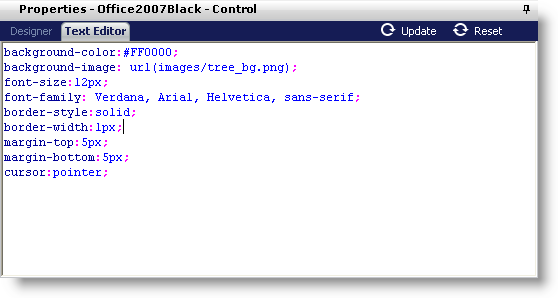 Properties - Office2007Black - Control
Designer Text Editor Update Reset
background-color:#FF0000;
background-image: url(images/tree_bg.png);
font-size:12px;
font-family: Verdana, Arial, Helvetica, sans-serif;
border-style:solid;
border-width:1px;
margin-top:5px;
margin-bottom:5px;
cursor:pointer;